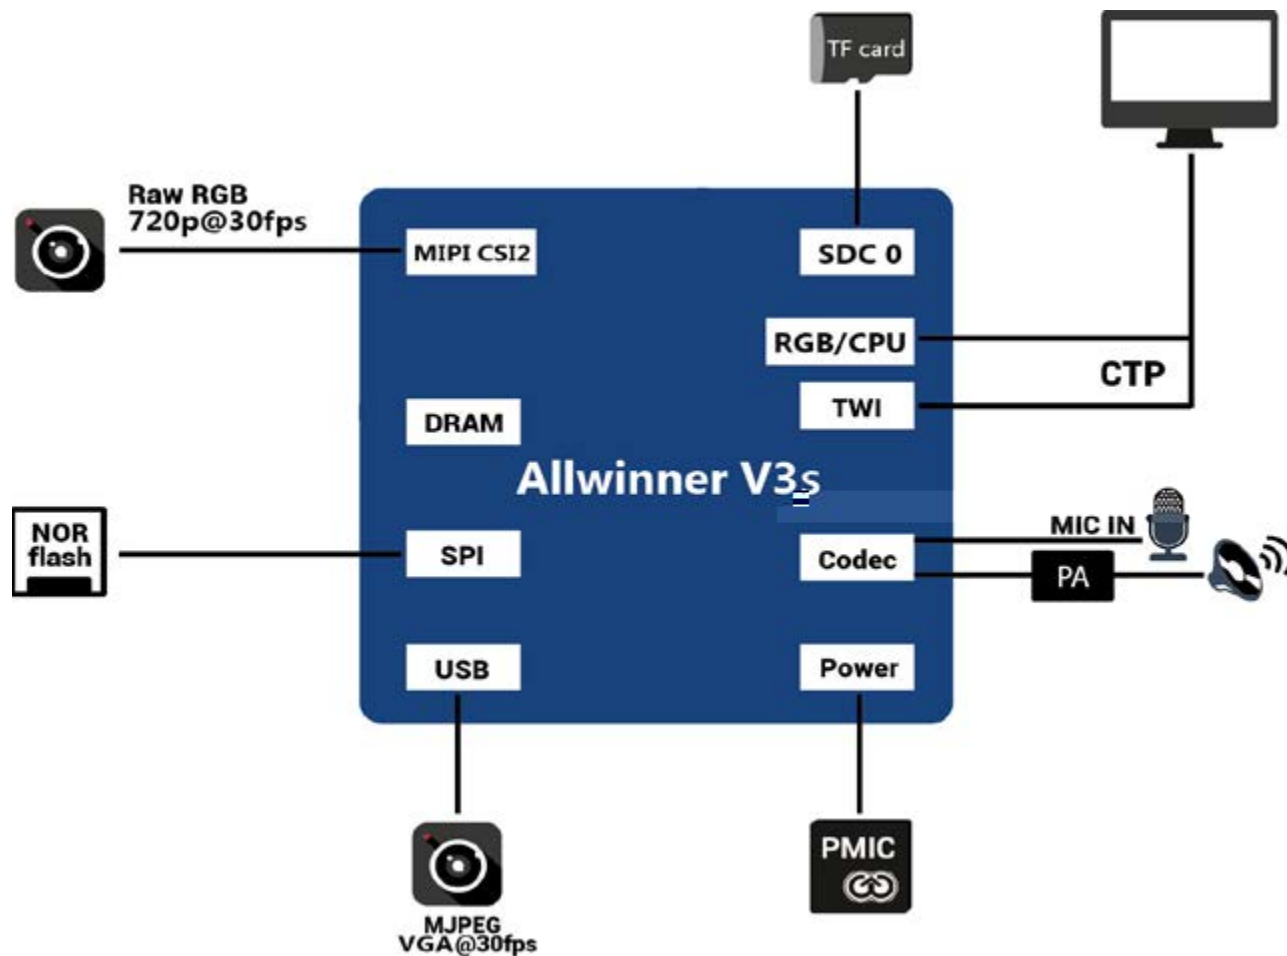 TF card
Raw RGB
720p@30fps
MIPI CSI2
SDC 0
RGB/CPU
CTP
TWI
DRAM
Allwinner V3s
NOR
flash
SPI
Codec
MIC IN
PA
USB
Power
PMIC
MJPEG
VGA@30fps